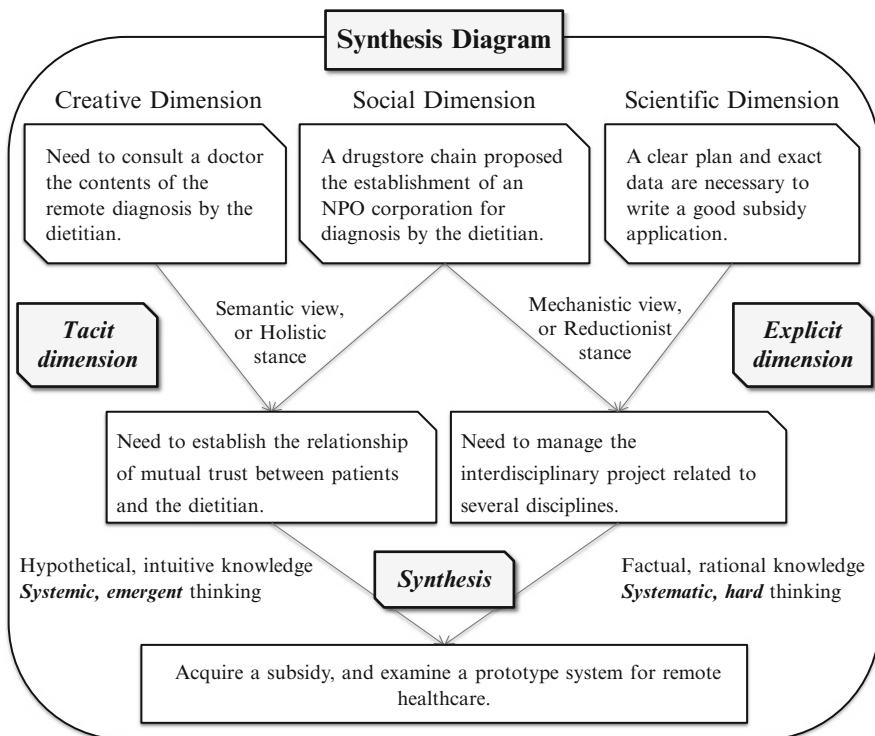 Synthesis Diagram
Creative Dimension
Social Dimension
Scientific Dimension
Need to consult a doctor
the contents of the
remote diagnosis by the
dietitian.
A drugstore chain proposed
the establishment of an
NPO corporation for
diagnosis by the dietitian.
A clear plan and exact
data are necessary to
write a good subsidy
application.
Tacit
dimension
Semantic view,
or Holistic
stance
Mechanistic view,
or Reductionist
stance
Explicit
dimension
Need to establish the relationship
of mutual trust between patients
and the dietitian.
Need to manage the
interdisciplinary project related to
several disciplines.
Hypothetical, intuitive knowledge
Systemic, emergent thinking
Synthesis
Factual, rational knowledge
Systematic, hard thinking
Acquire a subsidy, and examine a prototype system for remote
healthcare.